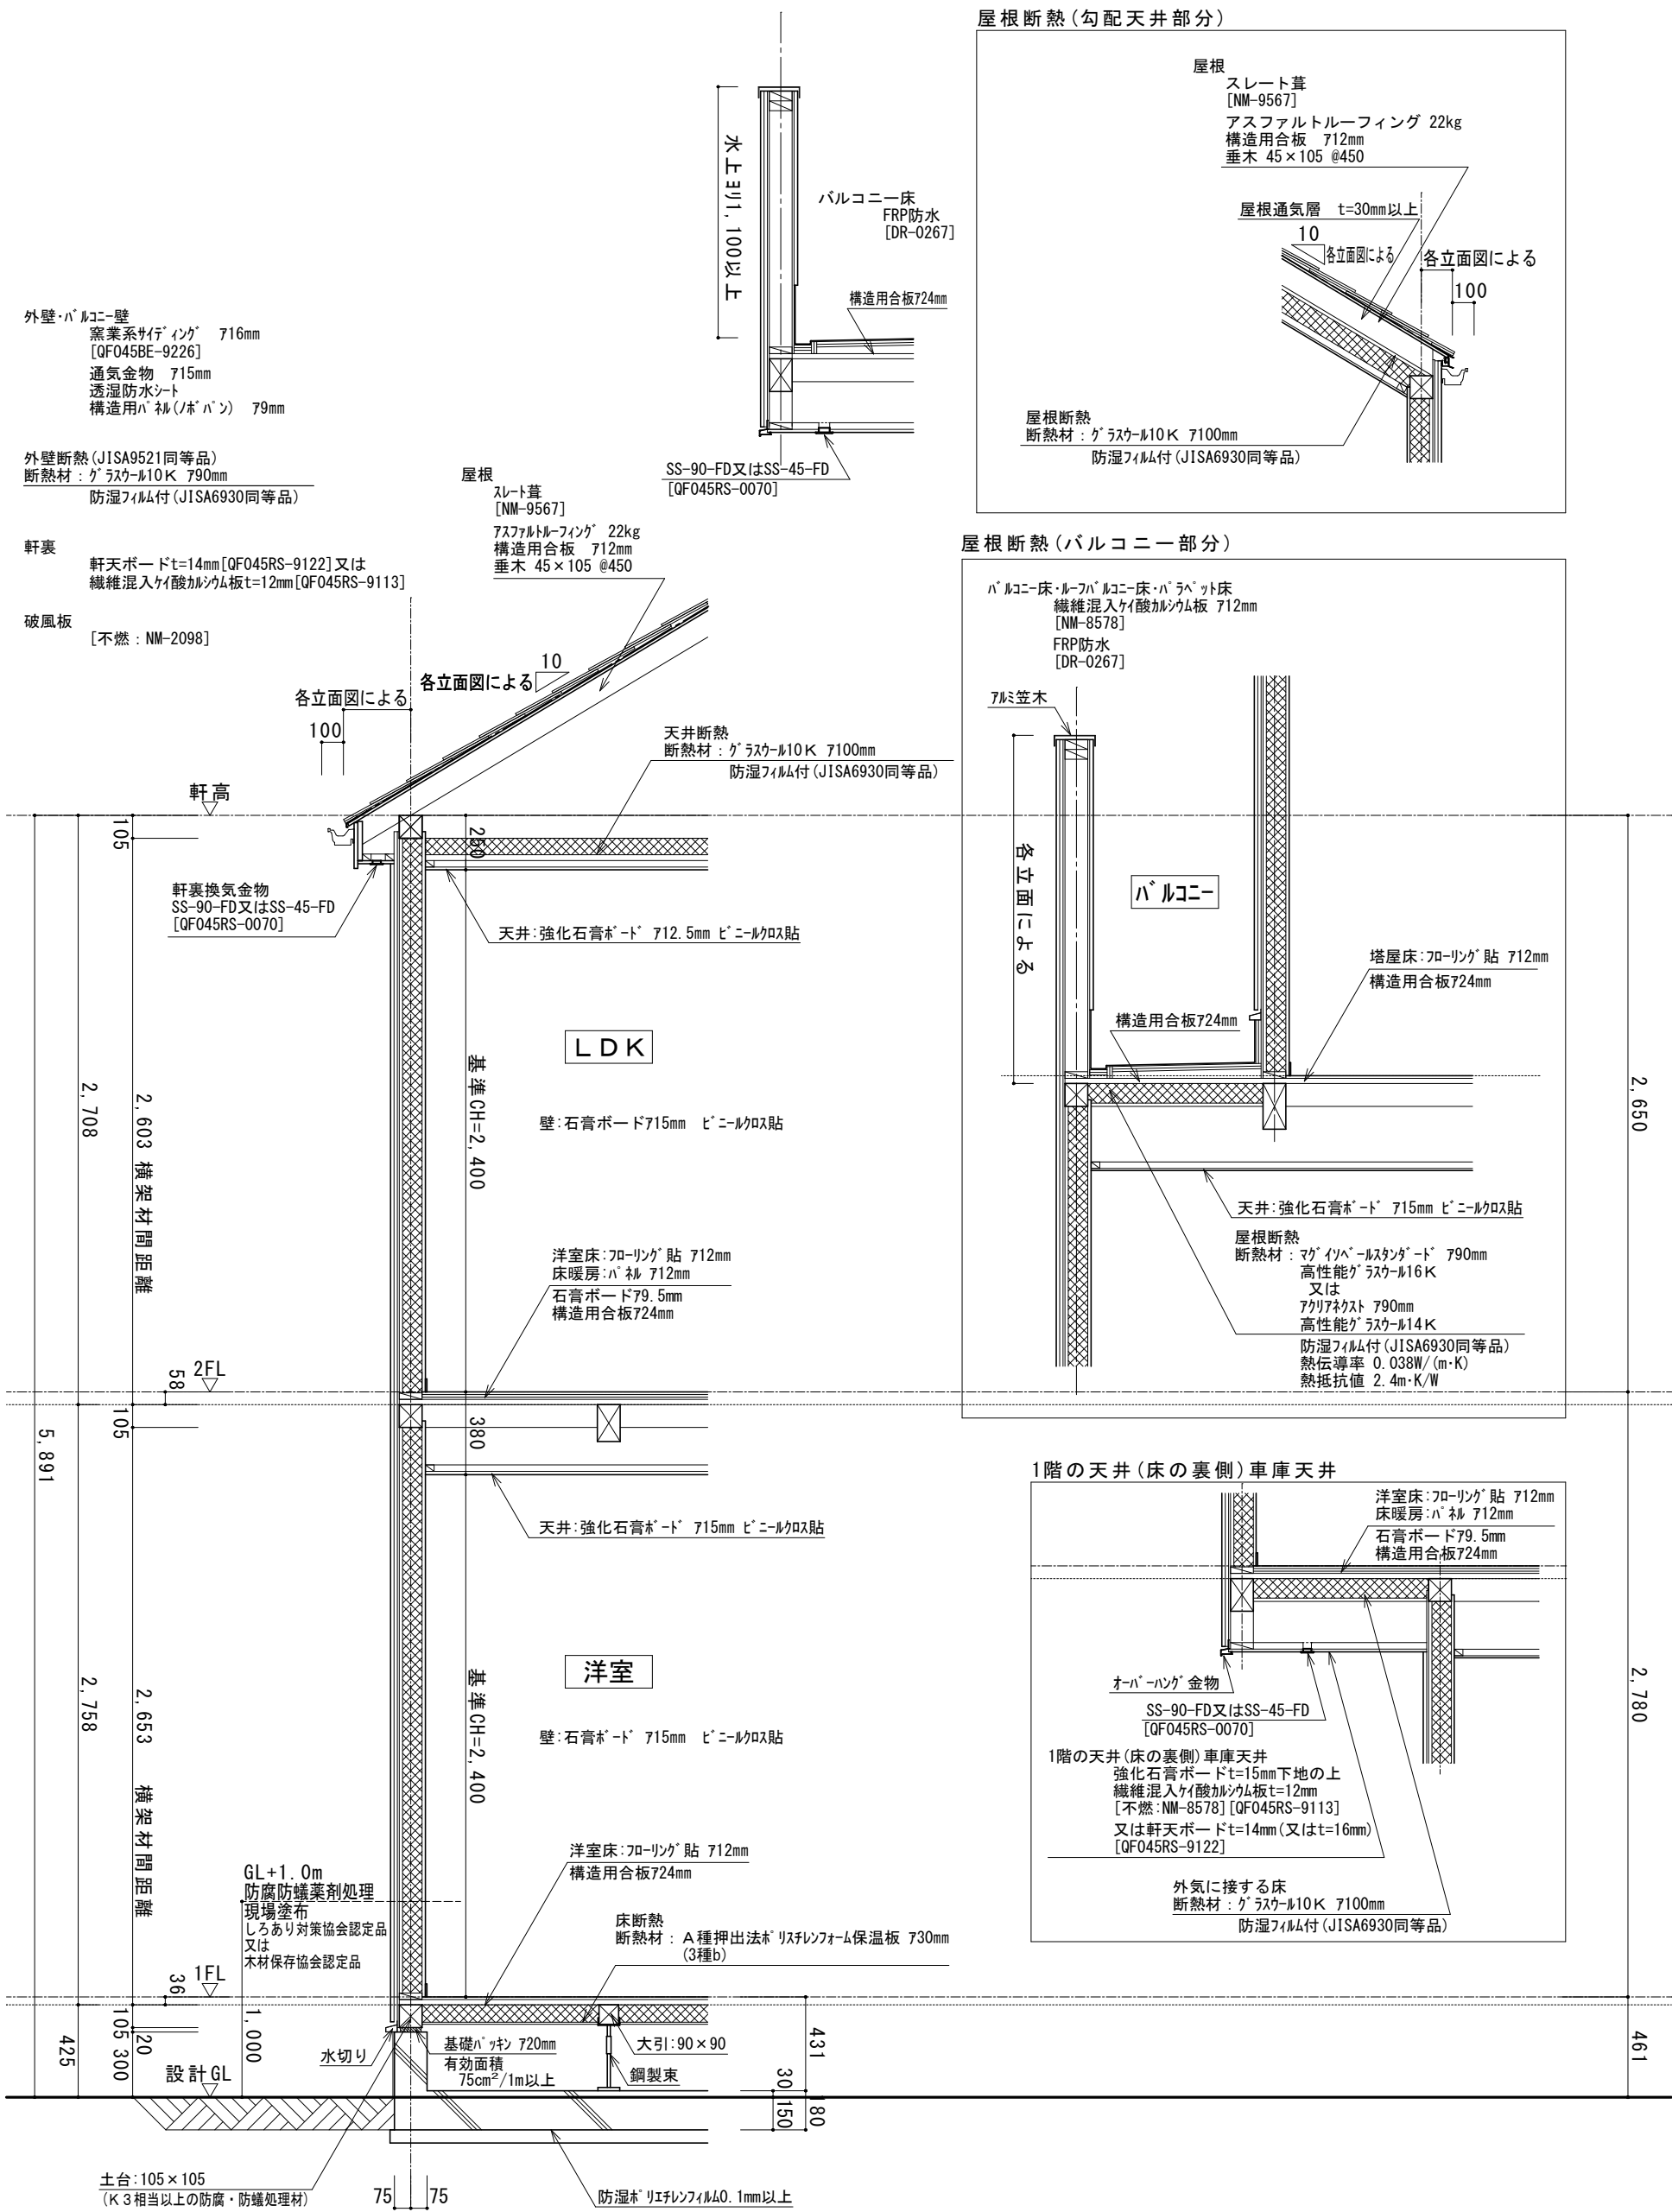 屋根断熱(勾配天井部分)
屋根
スレート葺
[NM-9567]
アスファルトルーフィング 22kg
構造用合板 ｱ12mm
垂木 45×105 @450
屋根通気層 t=30mm以上
10
各立面図による
各立面図による
100
屋根断熱
断熱材：ｸﾞﾗｽｳｰﾙ10K ｱ100mm
防湿ﾌｨﾙﾑ付(JISA6930同等品)
水上ﾖﾘ1,100以上
バルコニー床
FRP防水
[DR-0267]
構造用合板ｱ24mm
SS-90-FD又はSS-45-FD
[QF045RS-0070]
外壁･ﾊﾞﾙｺﾆｰ壁
窯業系ｻｲﾃﾞｨﾝｸﾞ ｱ16mm
[QF045BE-9226]
通気金物 ｱ15mm
透湿防水ｼｰﾄ
構造用ﾊﾟﾈﾙ(ﾉﾎﾞﾊﾟﾝ) ｱ9mm
外壁断熱(JISA9521同等品)
断熱材：ｸﾞﾗｽｳｰﾙ10K ｱ90mm
防湿ﾌｨﾙﾑ付(JISA6930同等品)
軒裏
軒天ボードt=14mm[QF045RS-9122]又は
繊維混入ｹｲ酸ｶﾙｼｳﾑ板t=12mm[QF045RS-9113]
破風板
[不燃：NM-2098]
屋根
ｽﾚｰﾄ葺
[NM-9567]
ｱｽﾌｧﾙﾄﾙｰﾌｨﾝｸﾞ 22kg
構造用合板 ｱ12mm
垂木 45×105 @450
10
各立面図による
各立面図による
100
天井断熱
断熱材：ｸﾞﾗｽｳｰﾙ10K ｱ100mm
防湿ﾌｨﾙﾑ付(JISA6930同等品)
軒高
105
250
軒裏換気金物
SS-90-FD又はSS-45-FD
[QF045RS-0070]
天井:強化石膏ﾎﾞｰﾄﾞ ｱ12.5mm ﾋﾞﾆｰﾙｸﾛｽ貼
LDK
基準CH=2,400
壁:石膏ボードｱ15mm ﾋﾞﾆｰﾙｸﾛｽ貼
2,708
2,603 横架材間距離
洋室床:ﾌﾛｰﾘﾝｸﾞ貼 ｱ12mm
床暖房:ﾊﾟﾈﾙ ｱ12mm
石膏ボードｱ9.5mm
構造用合板ｱ24mm
58
2FL
105
380
5,891
天井:強化石膏ﾎﾞｰﾄﾞ ｱ15mm ﾋﾞﾆｰﾙｸﾛｽ貼
洋室
基準CH=2,400
壁:石膏ﾎﾞｰﾄﾞ ｱ15mm ﾋﾞﾆｰﾙｸﾛｽ貼
2,758
2,653 横架材間距離
洋室床:ﾌﾛｰﾘﾝｸﾞ貼 ｱ12mm
構造用合板ｱ24mm
GL+1.0m
防腐防蟻薬剤処理
現場塗布
しろあり対策協会認定品
又は
木材保存協会認定品
床断熱
断熱材：A種押出法ﾎﾟﾘｽﾁﾚﾝﾌｫｰﾑ保温板 ｱ30mm
(3種b)
36
1FL
105
20
300
425
1,000
水切り
設計GL
基礎ﾊﾟｯｷﾝ ｱ20mm
有効面積
75cm²/1m以上
大引:90×90
鋼製束
431
30
150
180
土台:105×105
(K3相当以上の防腐・防蟻処理材)
75
75
防湿ﾎﾟﾘｴﾁﾚﾝﾌｨﾙﾑ0.1mm以上
屋根断熱(バルコニー部分)
ﾊﾞﾙｺﾆｰ床･ﾙｰﾌﾊﾞﾙｺﾆｰ床･ﾊﾟﾗﾍﾟｯﾄ床
繊維混入ｹｲ酸ｶﾙｼｳﾑ板 ｱ12mm
[NM-8578]
FRP防水
[DR-0267]
ｱﾙﾐ笠木
各立面による
ﾊﾞﾙｺﾆｰ
塔屋床:ﾌﾛｰﾘﾝｸﾞ貼 ｱ12mm
構造用合板ｱ24mm
構造用合板ｱ24mm
天井:強化石膏ﾎﾞｰﾄﾞ ｱ15mm ﾋﾞﾆｰﾙｸﾛｽ貼
屋根断熱
断熱材：ﾏｸﾞｲｿﾍﾞｰﾙｽﾀﾝﾀﾞｰﾄﾞ ｱ90mm
高性能ｸﾞﾗｽｳｰﾙ16K
又は
ｱｸﾘｱﾈｸｽﾄ ｱ90mm
高性能ｸﾞﾗｽｳｰﾙ14K
防湿ﾌｨﾙﾑ付(JISA6930同等品)
熱伝導率 0.038W/(m･K)
熱抵抗値 2.4m･K/W
2,650
1階の天井(床の裏側)車庫天井
洋室床:ﾌﾛｰﾘﾝｸﾞ貼 ｱ12mm
床暖房:ﾊﾟﾈﾙ ｱ12mm
石膏ボードｱ9.5mm
構造用合板ｱ24mm
ｵｰﾊﾞｰﾊﾝｸﾞ金物
SS-90-FD又はSS-45-FD
[QF045RS-0070]
1階の天井(床の裏側)車庫天井
強化石膏ボードt=15mm下地の上
繊維混入ｹｲ酸ｶﾙｼｳﾑ板t=12mm
[不燃:NM-8578][QF045RS-9113]
又は軒天ボードt=14mm(又はt=16mm)
[QF045RS-9122]
外気に接する床
断熱材：ｸﾞﾗｽｳｰﾙ10K ｱ100mm
防湿ﾌｨﾙﾑ付(JISA6930同等品)
2,780
461